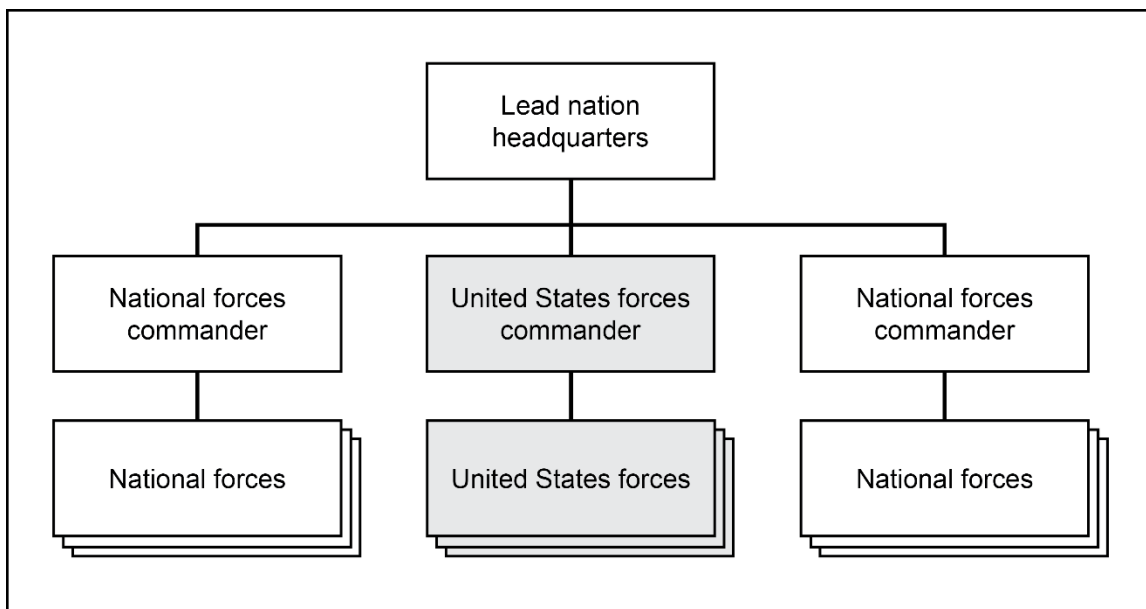 Lead nation
headquarters
National forces
commander
United States forces
commander
National forces
commander
National forces
United States forces
National forces